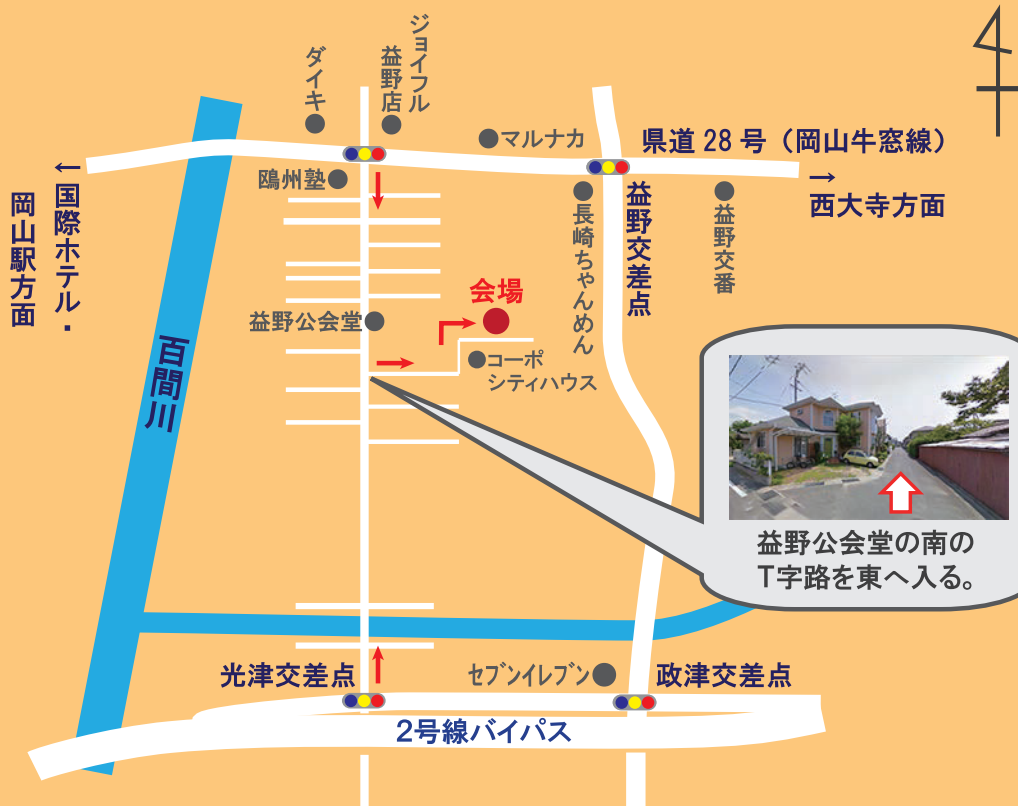 ジョイフル
益野店
ダイキ
マルナカ
県道28号（岡山牛窓線）
→
西大寺方面
←国際ホテル・
岡山駅方面
鴎州塾
益野交差点
長崎ちゃんめん
益野交番
会場
益野公会堂
コーポ
シティハウス
百間川
益野公会堂の南の
T字路を東へ入る。
光津交差点
セブンイレブン
政津交差点
2号線バイパス